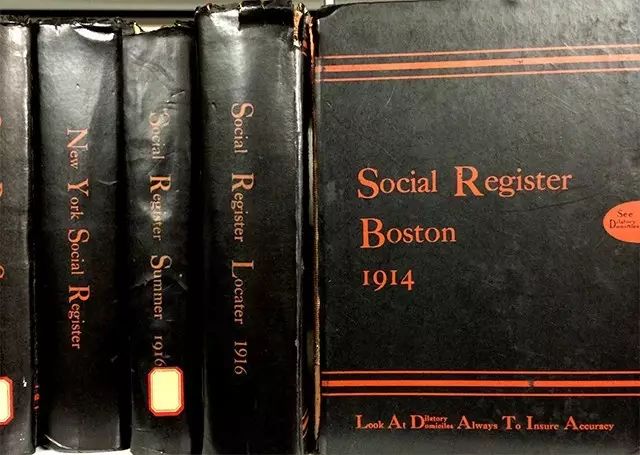 New York Social Register
Social Register Summer 1916
Social Register Locater 1916
Social Register
Boston
1914
See
Dilatory
Domiciles
Look At Dilatory Domiciles Always To Insure Accuracy